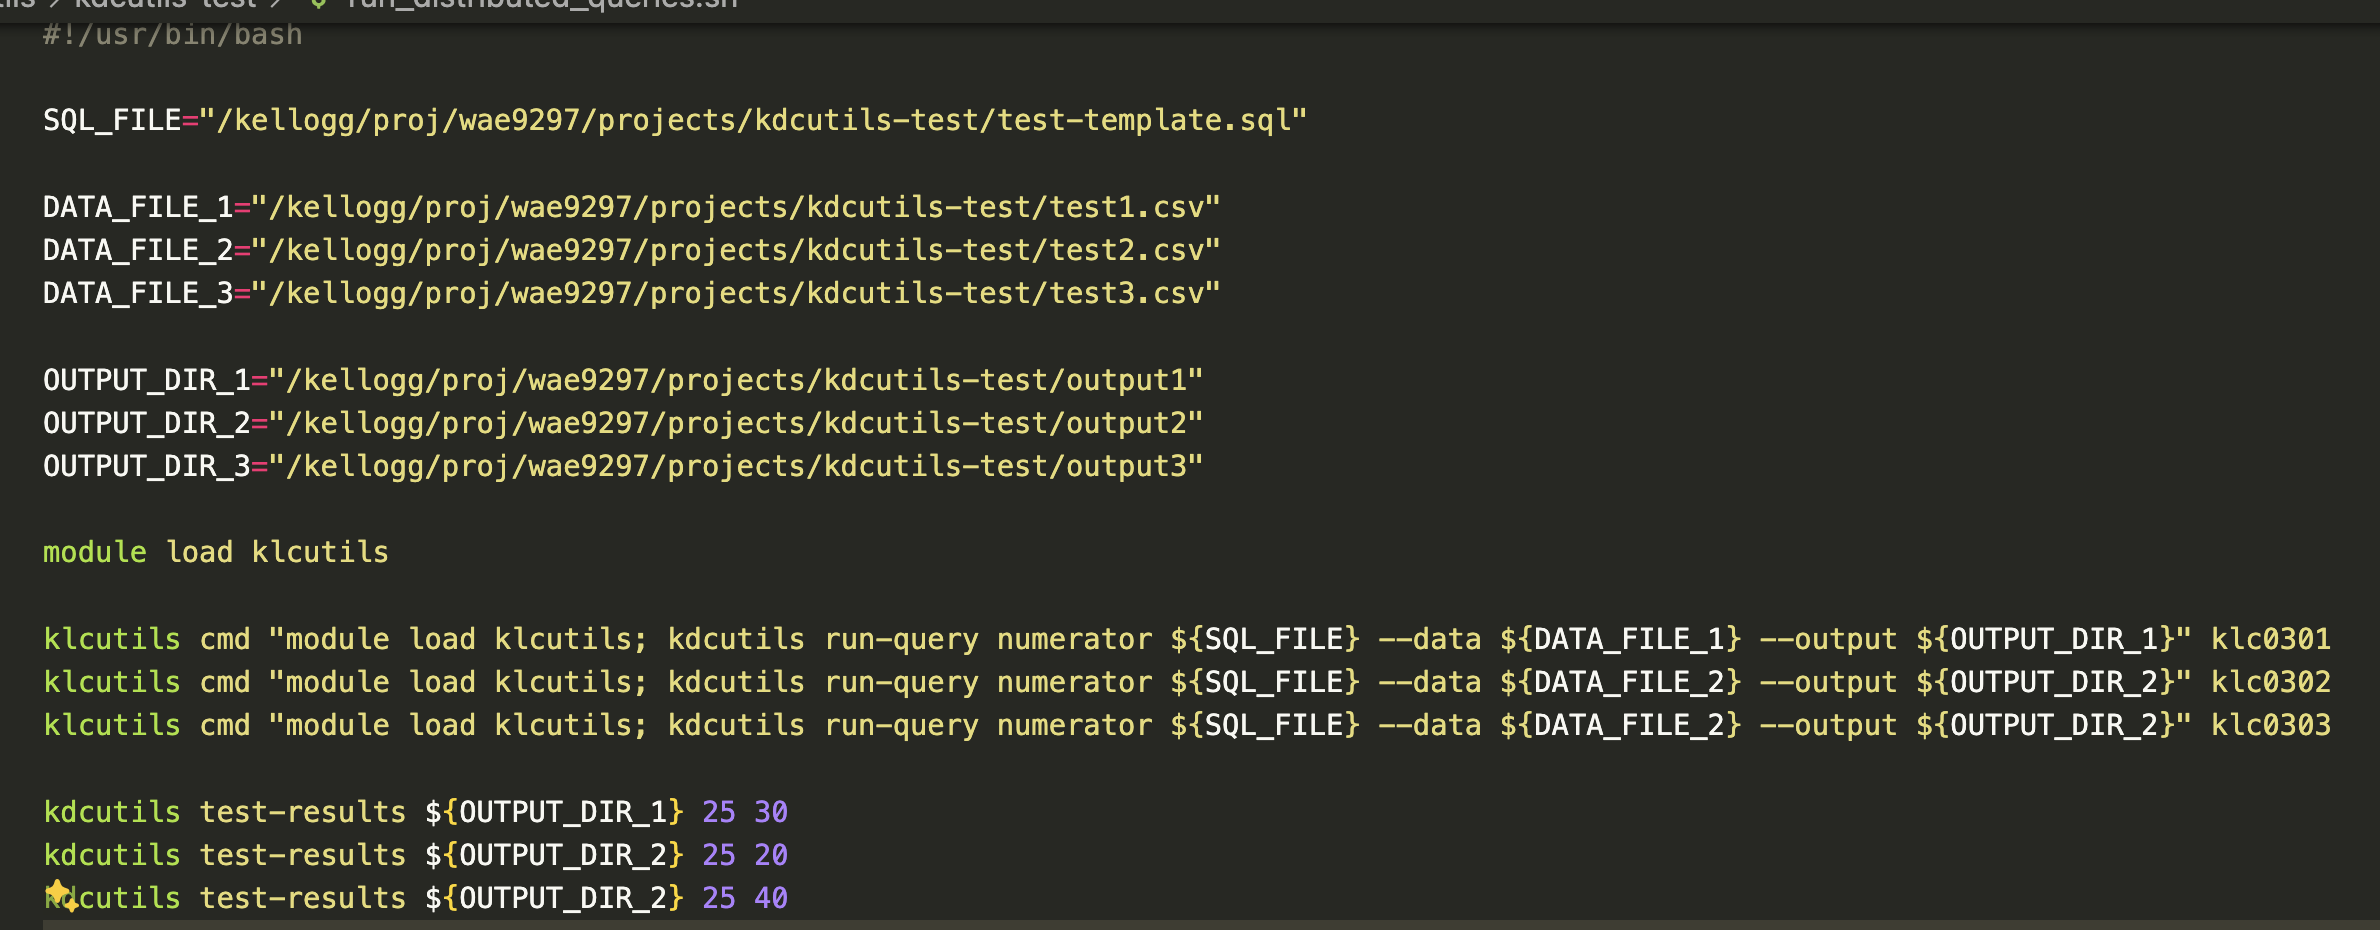 kdcutils-test > $ run_distributed_queries.sh
#!/usr/bin/bash
SQL_FILE="/kellogg/proj/wae9297/projects/kdcutils-test/test-template.sql"
DATA_FILE_1="/kellogg/proj/wae9297/projects/kdcutils-test/test1.csv"
DATA_FILE_2="/kellogg/proj/wae9297/projects/kdcutils-test/test2.csv"
DATA_FILE_3="/kellogg/proj/wae9297/projects/kdcutils-test/test3.csv"
OUTPUT_DIR_1="/kellogg/proj/wae9297/projects/kdcutils-test/output1"
OUTPUT_DIR_2="/kellogg/proj/wae9297/projects/kdcutils-test/output2"
OUTPUT_DIR_3="/kellogg/proj/wae9297/projects/kdcutils-test/output3"
module load klcutils
klcutils cmd "module load klcutils; kdcutils run-query numerator ${SQL_FILE} --data ${DATA_FILE_1} --output ${OUTPUT_DIR_1}" klc0301
klcutils cmd "module load klcutils; kdcutils run-query numerator ${SQL_FILE} --data ${DATA_FILE_2} --output ${OUTPUT_DIR_2}" klc0302
klcutils cmd "module load klcutils; kdcutils run-query numerator ${SQL_FILE} --data ${DATA_FILE_2} --output ${OUTPUT_DIR_2}" klc0303
kdcutils test-results ${OUTPUT_DIR_1} 25 30
kdcutils test-results ${OUTPUT_DIR_2} 25 20
kdcutils test-results ${OUTPUT_DIR_2} 25 40